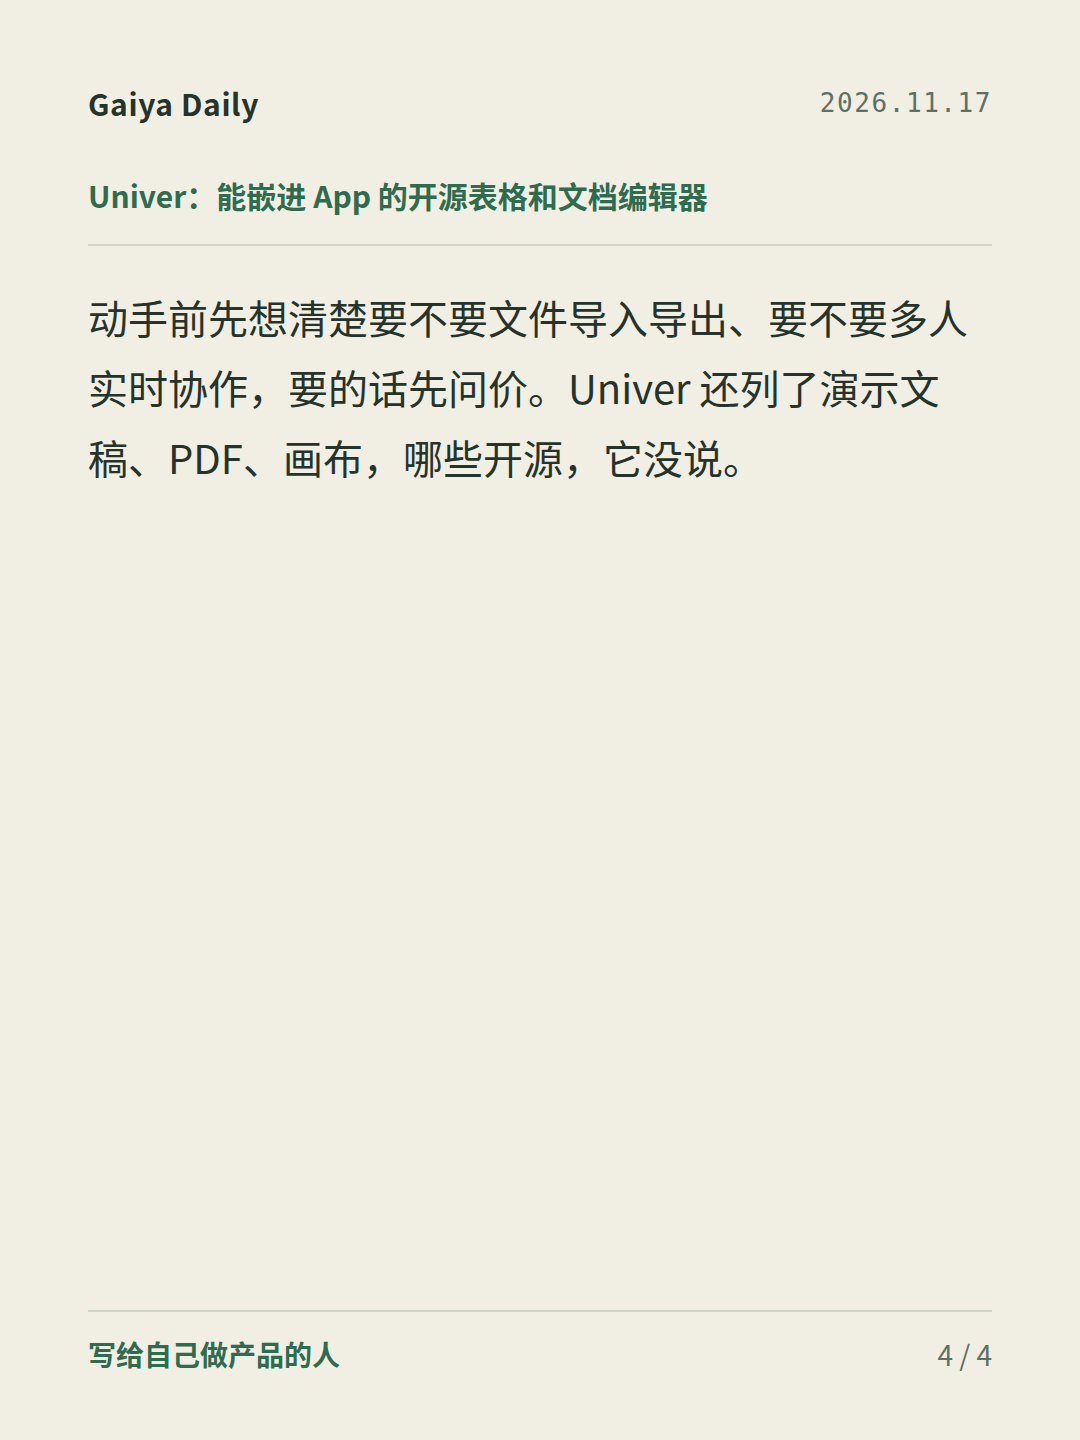 Gaiya Daily
2026.11.17
Univer：能嵌进 App 的开源表格和文档编辑器
动手前先想清楚要不要文件导入导出、要不要多人
实时协作，要的话先问价。Univer 还列了演示文
稿、PDF、画布，哪些开源，它没说。
写给自己做产品的人
4 / 4